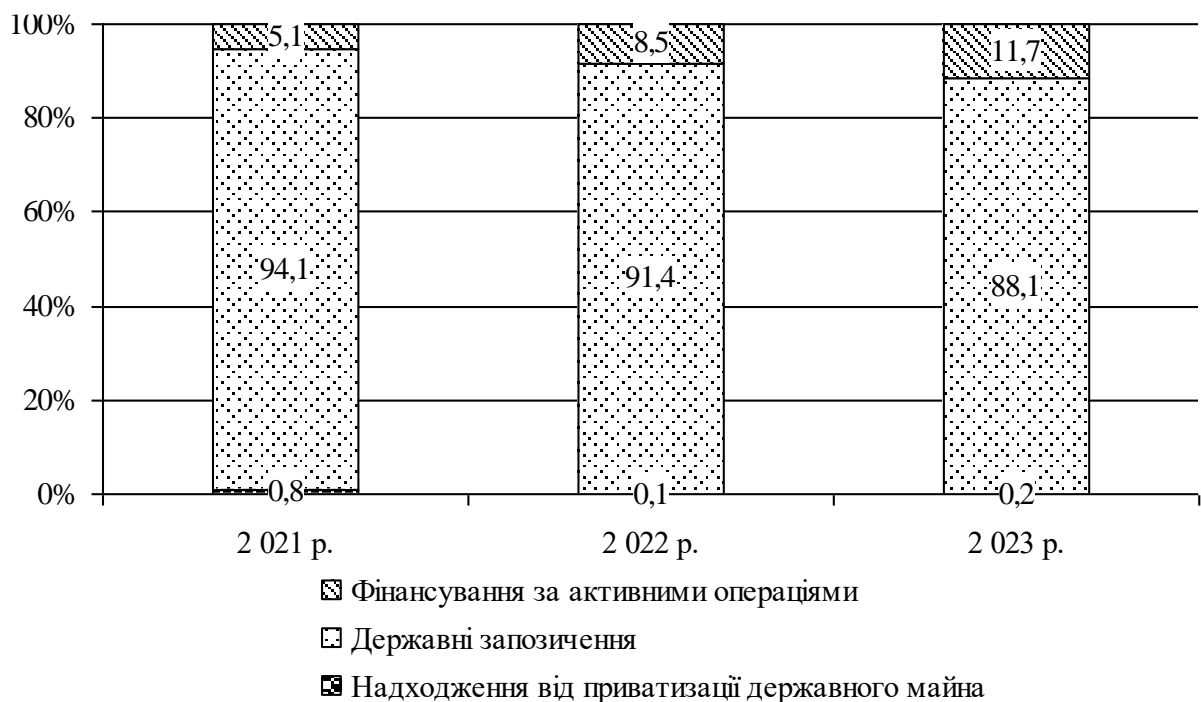 100%
5,1
8,5
11,7
80%
60%
94,1
91,4
88,1
40%
20%
0%
0,8
0,1
0,2
2 021 р.
2 022 р.
2 023 р.
Фінансування за активними операціями
Державні запозичення
Надходження від приватизації державного майна